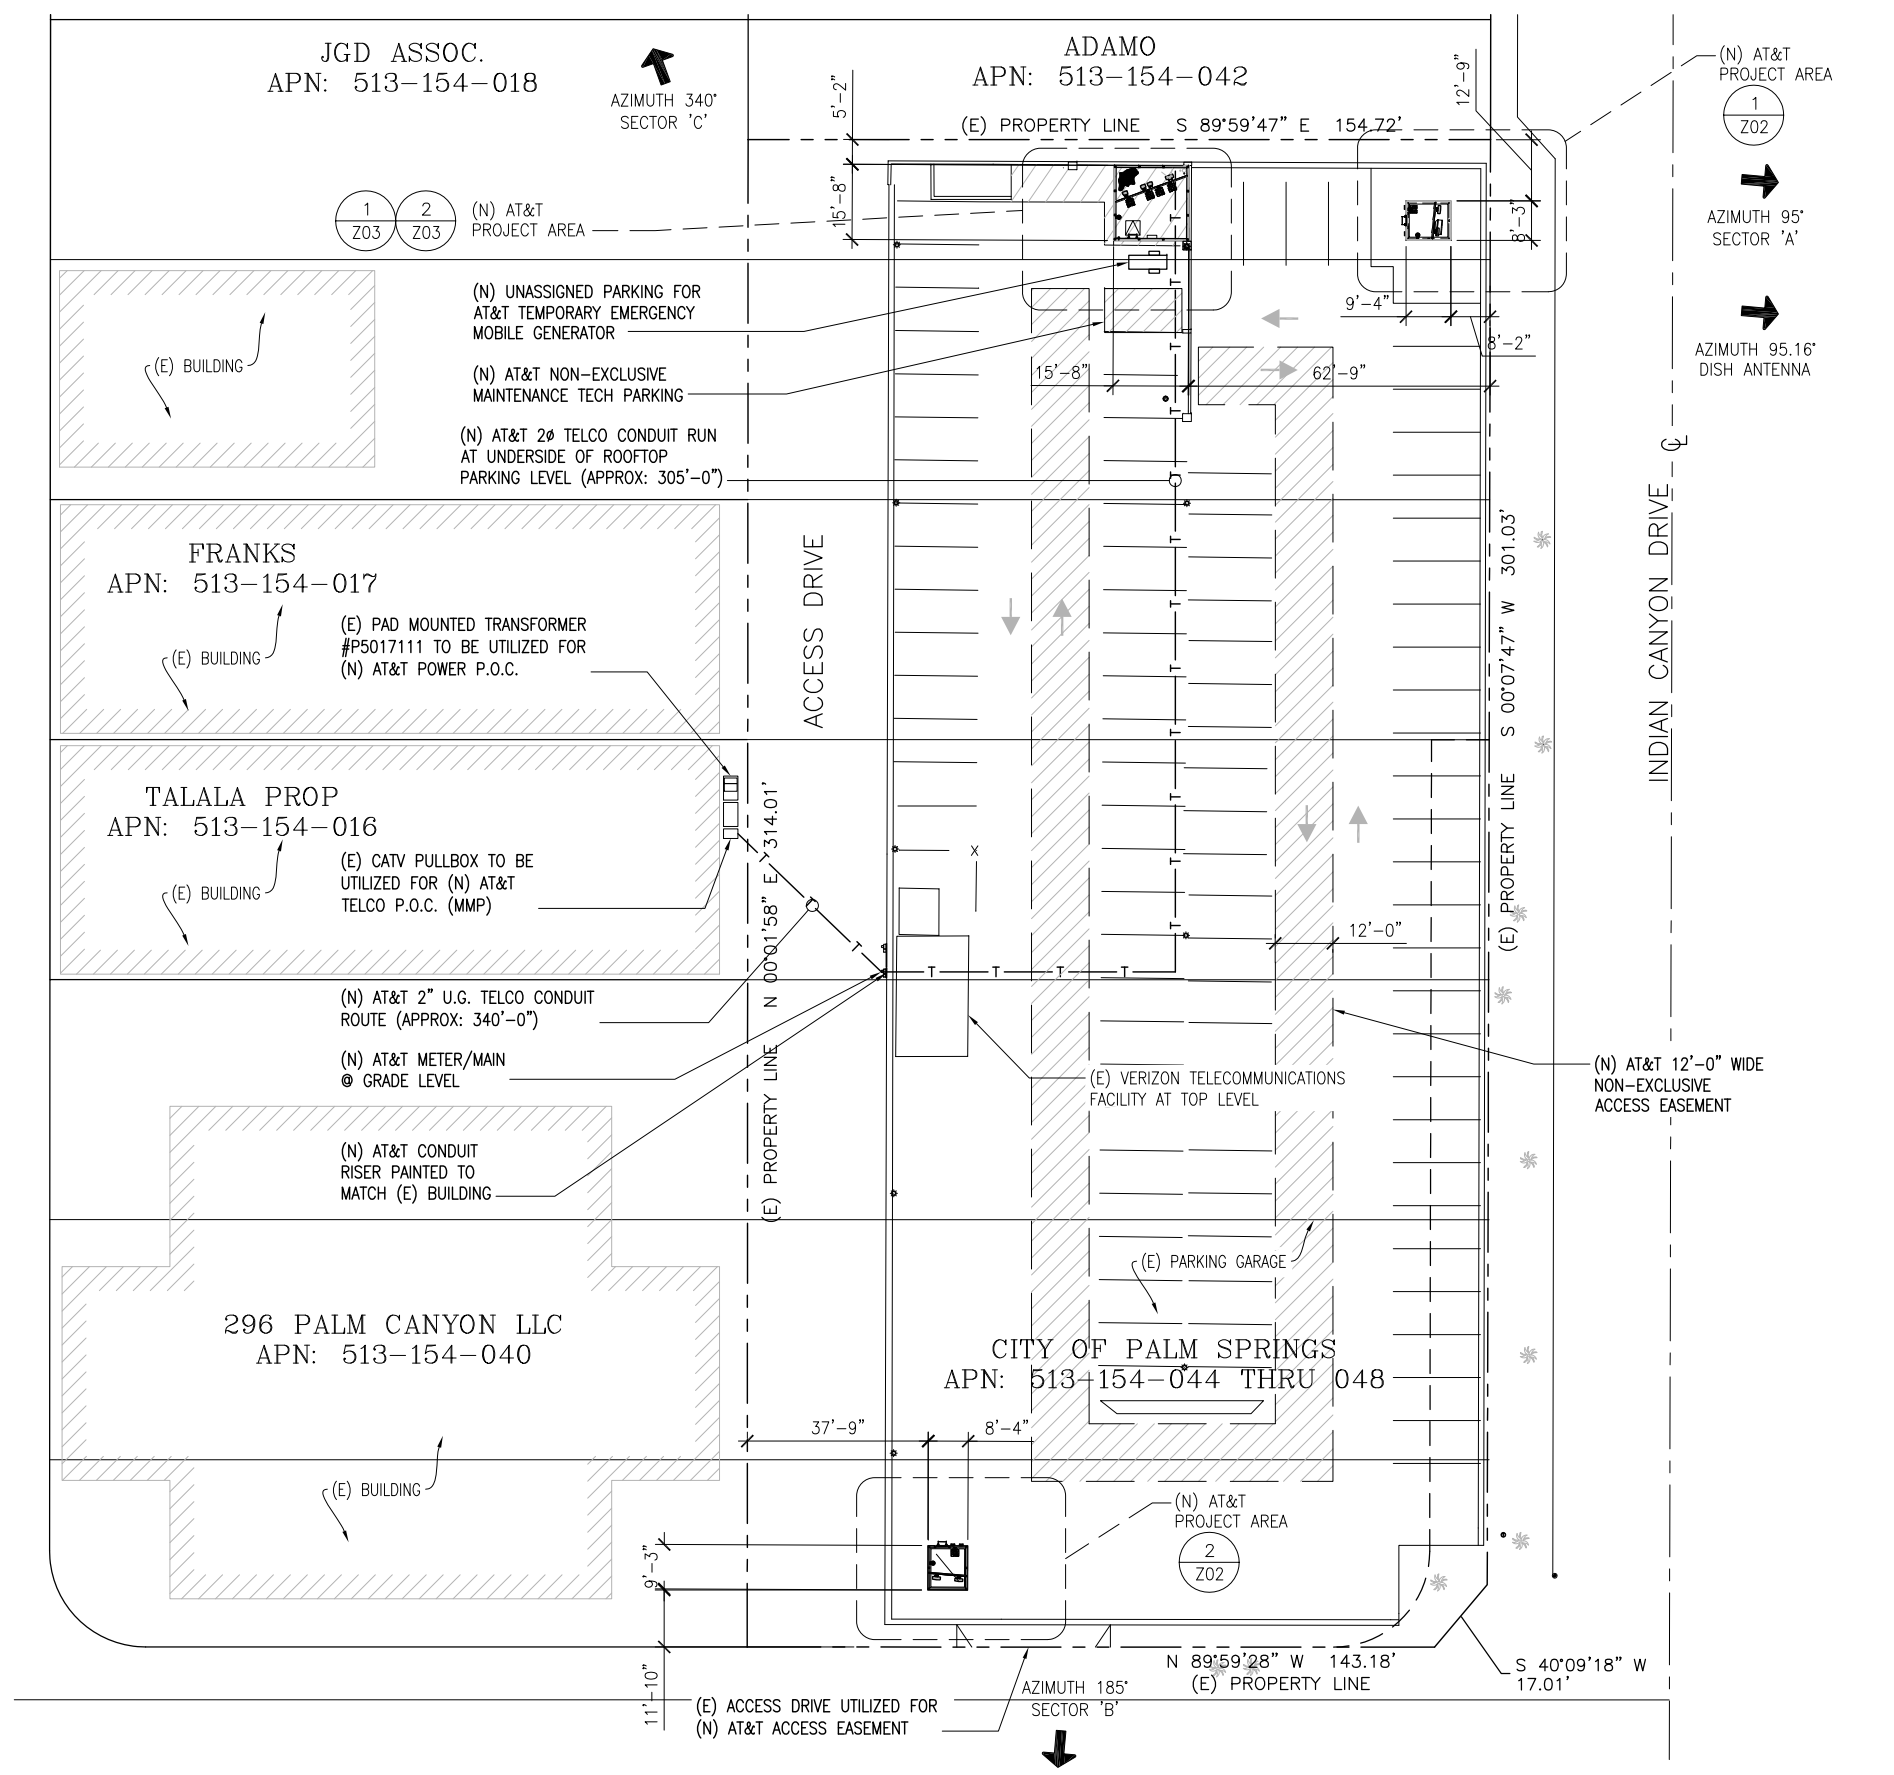 JGD ASSOC.
APN: 513-154-018
AZIMUTH 340°
SECTOR 'C'
ADAMO
APN: 513-154-042
(E) PROPERTY LINE S 89°59'47" E 154.72'
5'-2"
15'-8"
12'-9"
8'-3"
(N) AT&T
PROJECT AREA
1
Z02
AZIMUTH 95°
SECTOR 'A'
AZIMUTH 95.16°
DISH ANTENNA
1
Z03
2
Z03
(N) AT&T
PROJECT AREA
(N) UNASSIGNED PARKING FOR
AT&T TEMPORARY EMERGENCY
MOBILE GENERATOR
(N) AT&T NON-EXCLUSIVE
MAINTENANCE TECH PARKING
(N) AT&T 2ø TELCO CONDUIT RUN
AT UNDERSIDE OF ROOFTOP
PARKING LEVEL (APPROX: 305'-0")
9'-4"
8'-2"
15'-8"
62'-9"
(E) BUILDING
FRANKS
APN: 513-154-017
(E) BUILDING
(E) PAD MOUNTED TRANSFORMER
#P5017111 TO BE UTILIZED FOR
(N) AT&T POWER P.O.C.
ACCESS DRIVE
INDIAN CANYON DRIVE ℄
(E) PROPERTY LINE S 00°07'47" W 301.03'
TALALA PROP
APN: 513-154-016
(E) BUILDING
(E) CATV PULLBOX TO BE
UTILIZED FOR (N) AT&T
TELCO P.O.C. (MMP)
(E) PROPERTY LINE N 00°01'58" E 314.01'
X
T T T T
12'-0"
(N) AT&T 2" U.G. TELCO CONDUIT
ROUTE (APPROX: 340'-0")
(N) AT&T METER/MAIN
@ GRADE LEVEL
(E) VERIZON TELECOMMUNICATIONS
FACILITY AT TOP LEVEL
(N) AT&T 12'-0" WIDE
NON-EXCLUSIVE
ACCESS EASEMENT
(N) AT&T CONDUIT
RISER PAINTED TO
MATCH (E) BUILDING
(E) PARKING GARAGE
296 PALM CANYON LLC
APN: 513-154-040
(E) BUILDING
CITY OF PALM SPRINGS
APN: 513-154-044 THRU 048
37'-9"
8'-4"
9'-3"
11'-10"
(N) AT&T
PROJECT AREA
2
Z02
N 89°59'28" W 143.18'
(E) PROPERTY LINE
S 40°09'18" W
17.01'
(E) ACCESS DRIVE UTILIZED FOR
(N) AT&T ACCESS EASEMENT
AZIMUTH 185°
SECTOR 'B'